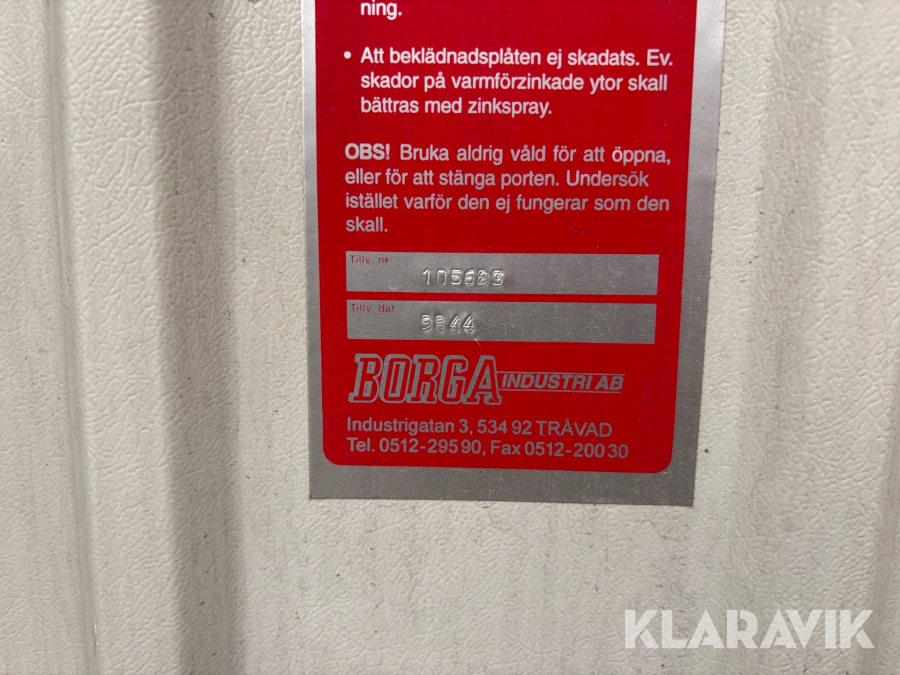 ning.
• Att beklädnadsplåten ej skadats. Ev.
skador på varmförzinkade ytor skall
bättras med zinkspray.
OBS! Bruka aldrig våld för att öppna,
eller för att stänga porten. Undersök
istället varför den ej fungerar som den
skall.
Tillv. nr
105683
Tillv. dat
9844
BORGA INDUSTRI AB
Industrigatan 3, 534 92 TRÅVAD
Tel. 0512-295 90, Fax 0512-200 30
KLARAVIK